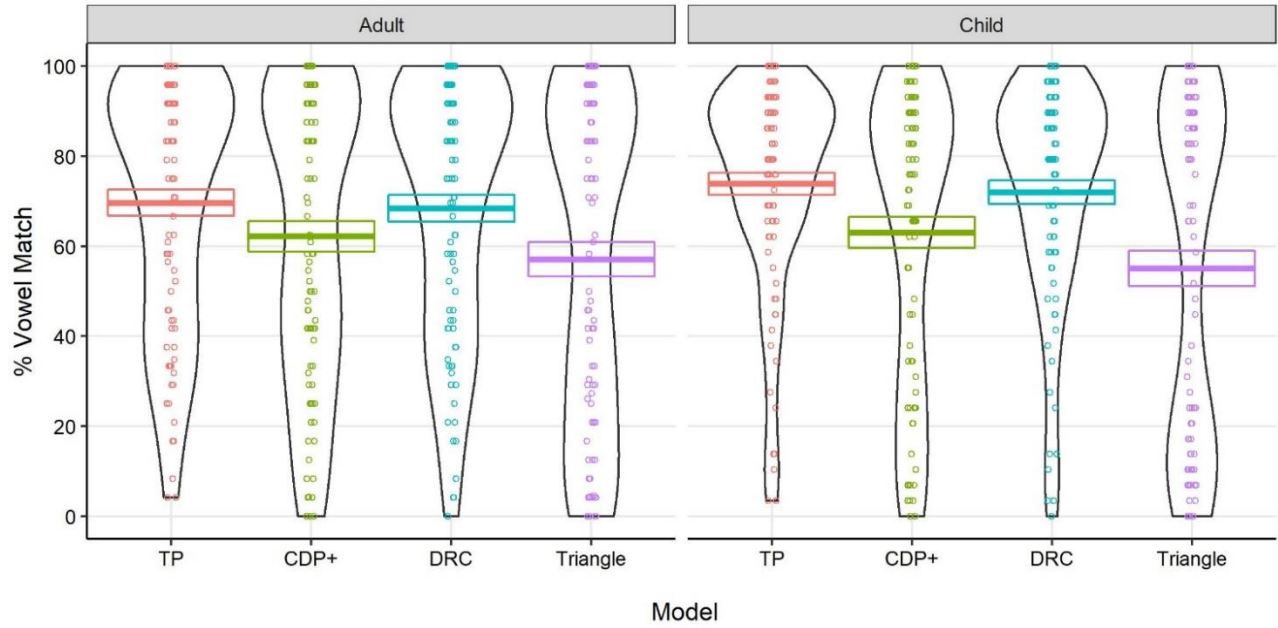 Adult
Child
% Vowel Match
100
80
60
40
20
0
TP CDP+ DRC Triangle
TP CDP+ DRC Triangle
Model